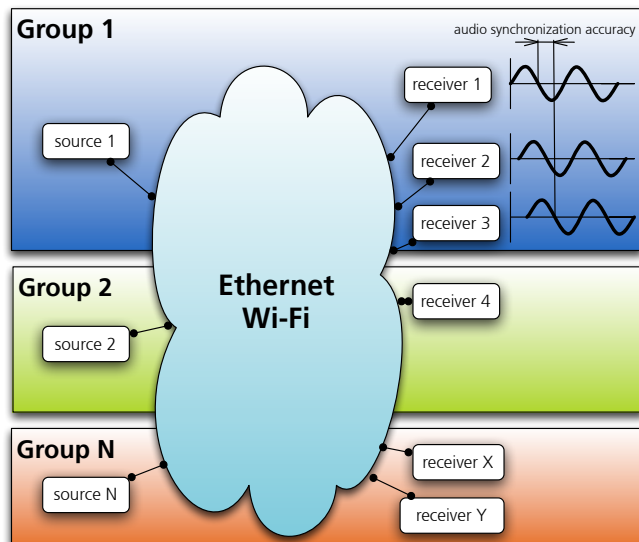 Group 1
audio synchronization accuracy
source 1
receiver 1
receiver 2
receiver 3
Ethernet
Wi-Fi
Group 2
source 2
receiver 4
Group N
source N
receiver X
receiver Y